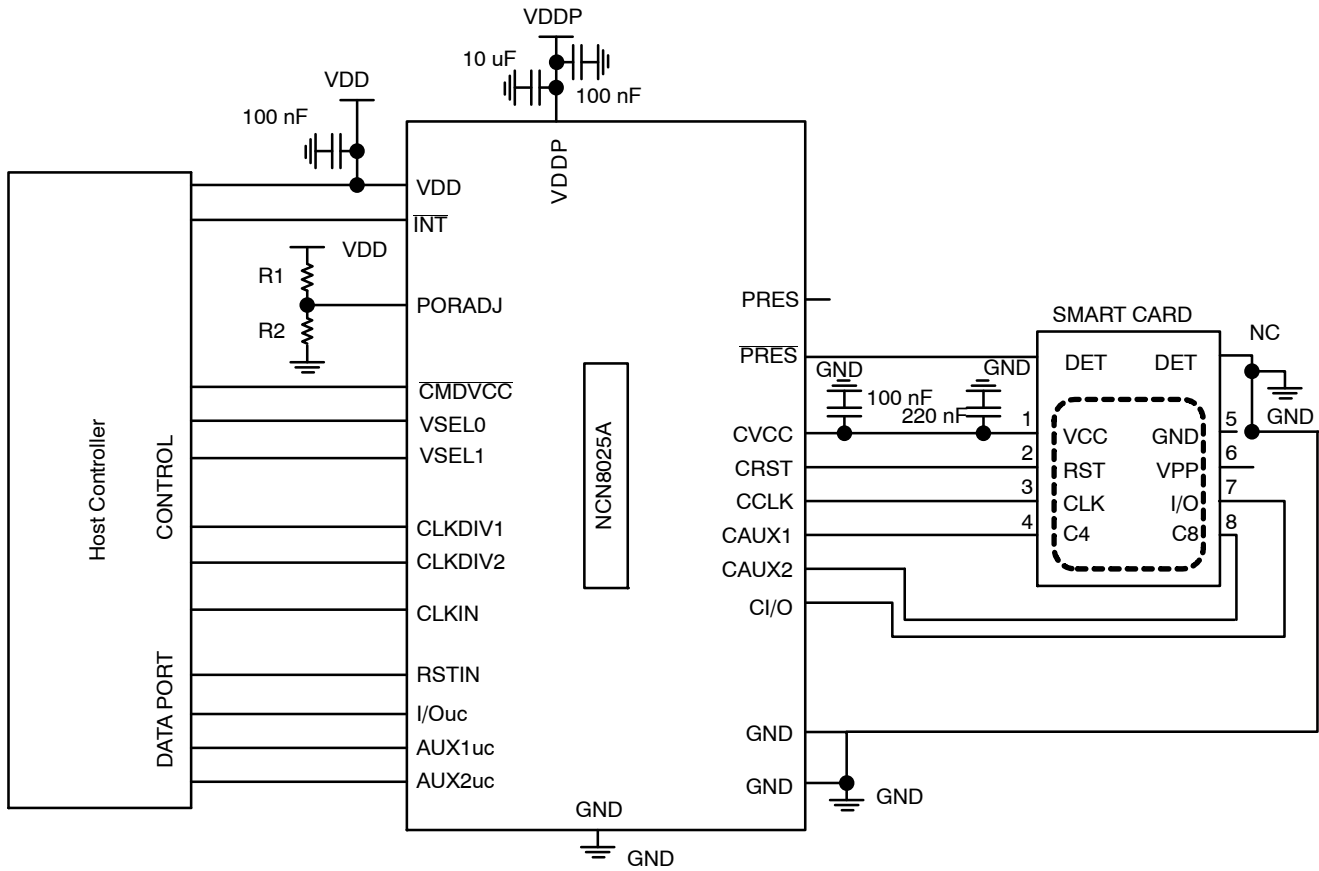 VDDP
10 uF
100 nF
VDD
100 nF
VDDP
VDD
INT
VDD
R1
R2
PORADJ
CMDVCC
VSEL0
VSEL1
CLKDIV1
CLKDIV2
CLKIN
RSTIN
I/Ouc
AUX1uc
AUX2uc
Host Controller
CONTROL
DATA PORT
NCN8025A
PRES
PRES
CVCC
CRST
CCLK
CAUX1
CAUX2
CI/O
GND
GND
GND
GND
GND
GND
100 nF
GND
220 nF
SMART CARD
NC
DET
DET
GND
1
VCC
GND
5
2
RST
VPP
6
3
CLK
I/O
7
4
C4
C8
8